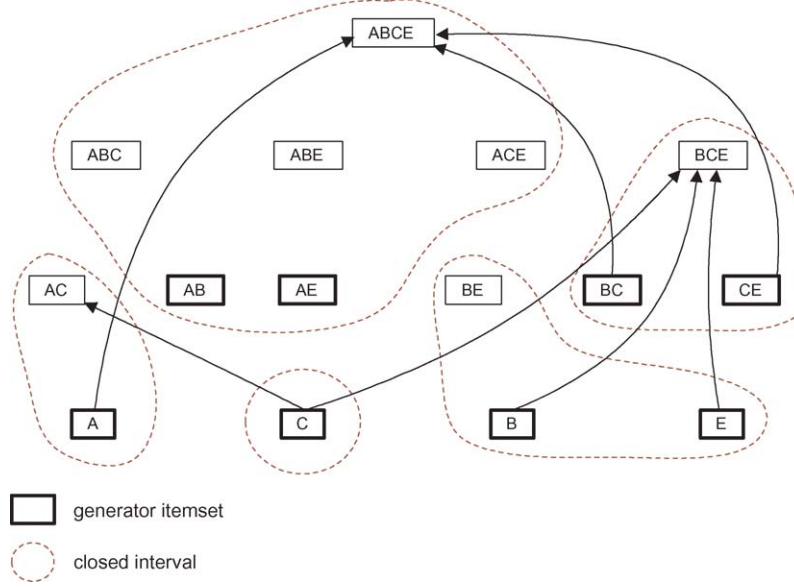 ABCE
ABC ABE ACE BCE
AC AB AE BE BC CE
A C B E
generator itemset
closed interval